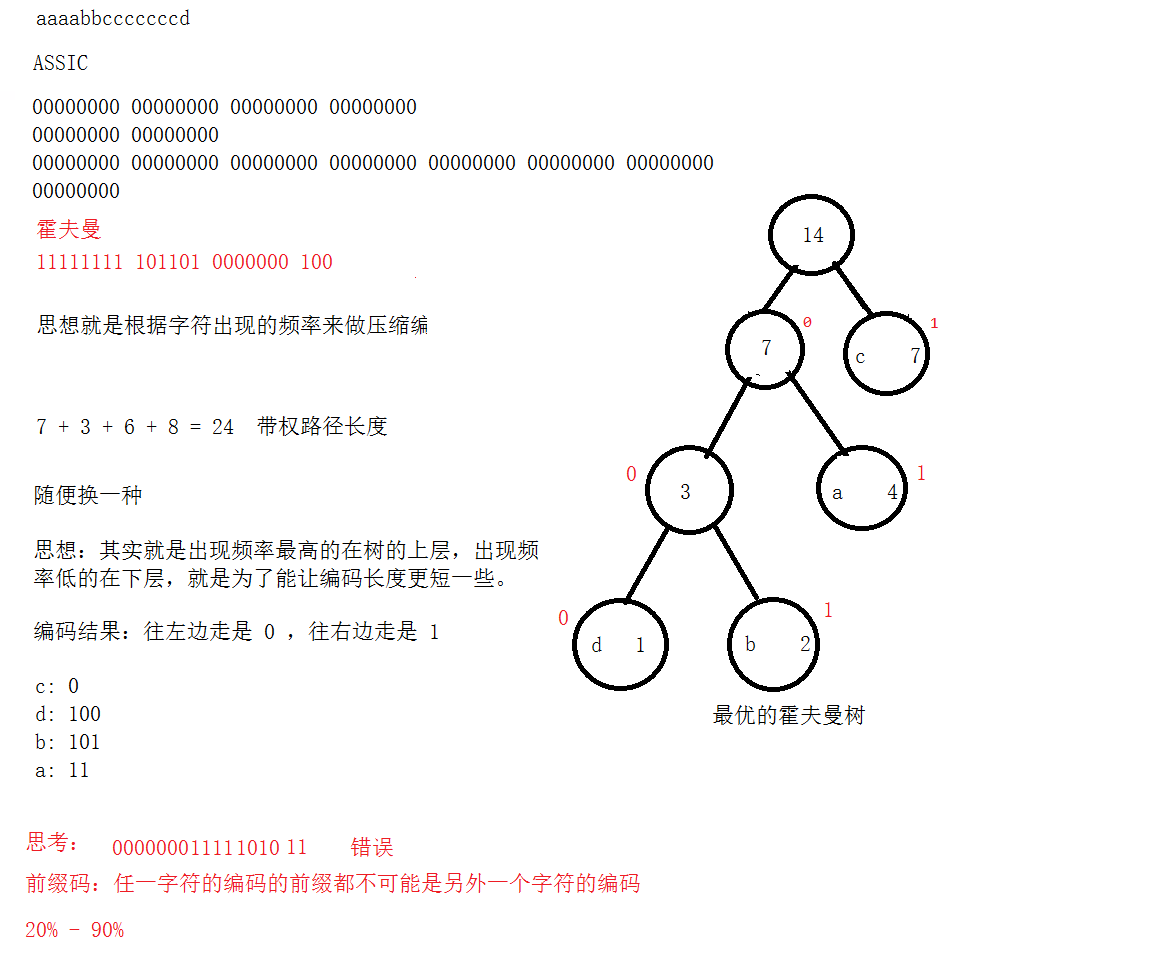 aaaabbcccccccd
ASSIC
00000000 00000000 00000000 00000000
00000000 00000000
00000000 00000000 00000000 00000000 00000000 00000000 00000000
00000000
霍夫曼
11111111 101101 0000000 100
思想就是根据字符出现的频率来做压缩编
7 + 3 + 6 + 8 = 24 带权路径长度
随便换一种
思想：其实就是出现频率最高的在树的上层，出现频
率低的在下层，就是为了能让编码长度更短一些。
编码结果：往左边走是 0 ，往右边走是 1
c: 0
d: 100
b: 101
a: 11
思考： 000000011111010 11 错误
前缀码：任一字符的编码的前缀都不可能是另外一个字符的编码
20% - 90%
14
7 0
c 7 1
0 3
a 4 1
0 d 1
b 2 1
最优的霍夫曼树